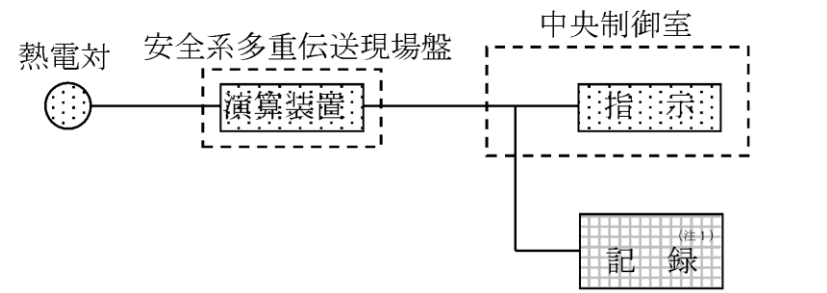 中央制御室
安全系多重伝送現場盤
熱電対
演算装置
指示
(注1)
記録